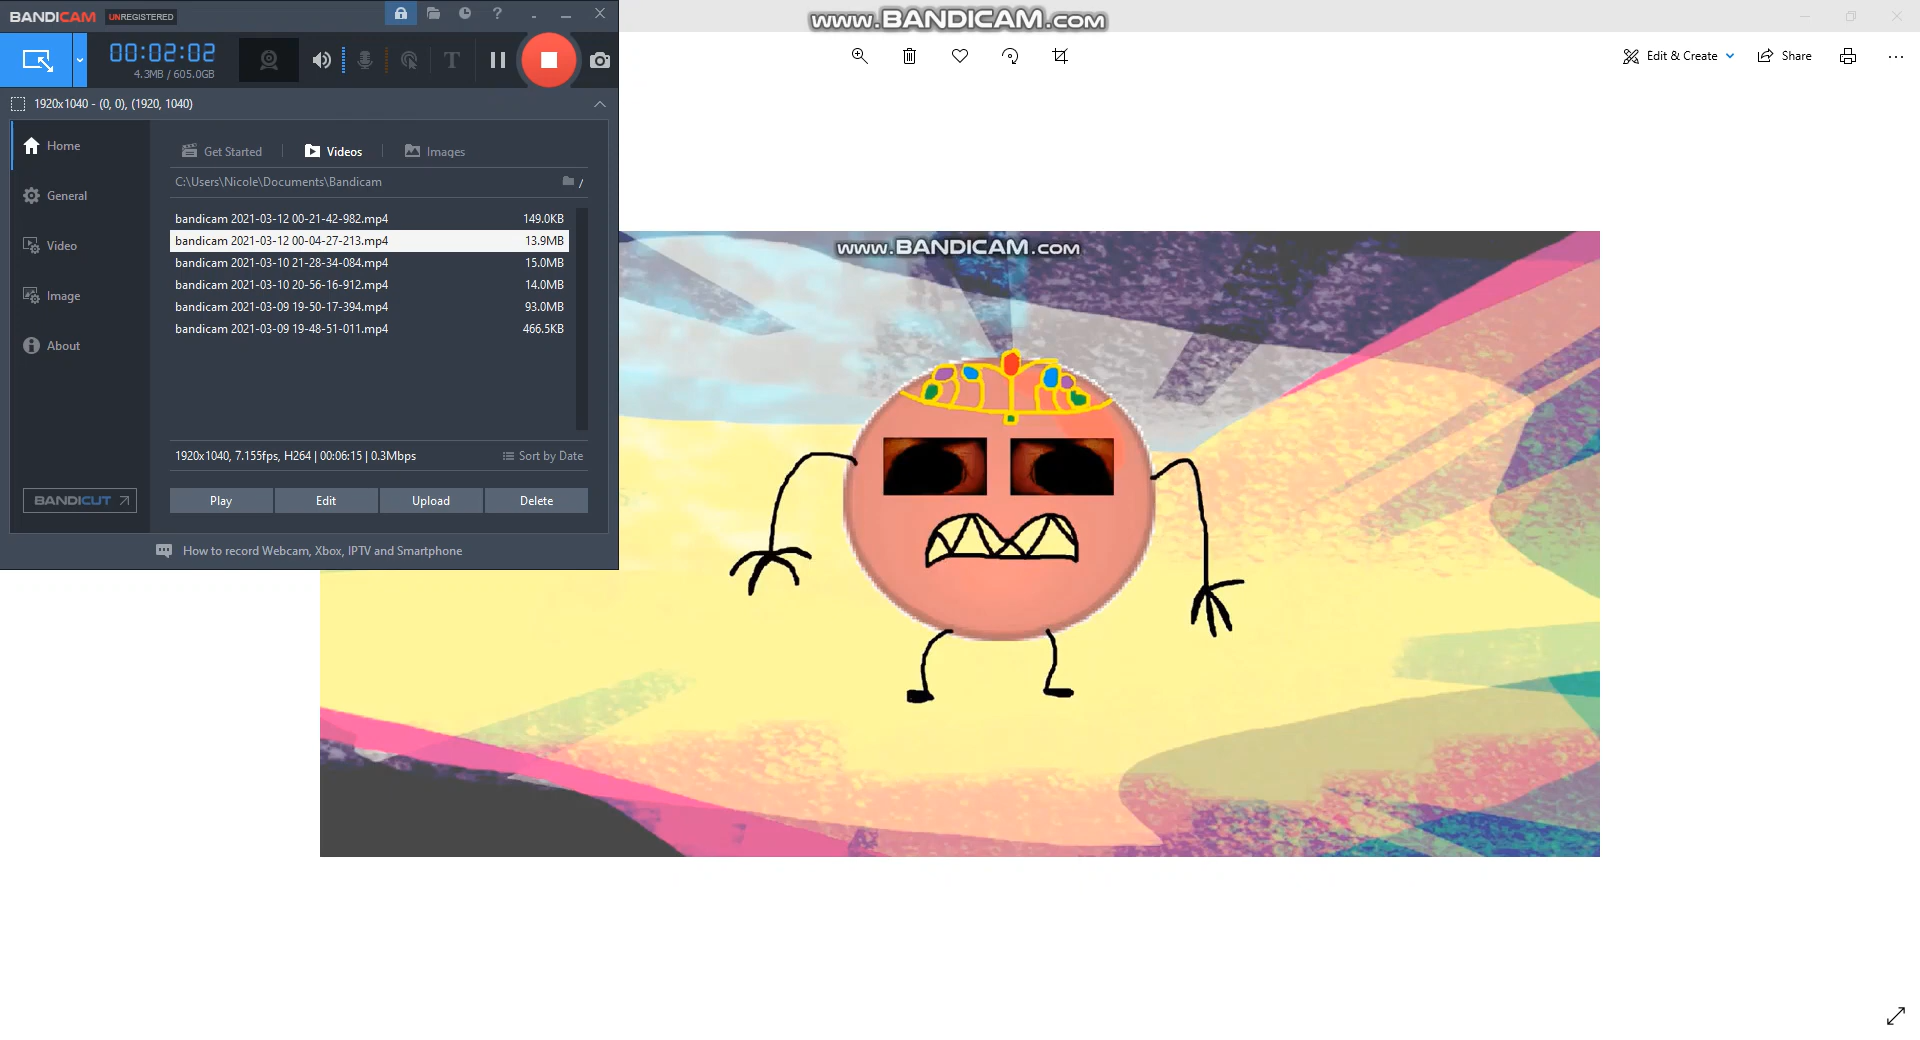 BANDICAM UNREGISTERED
?
www.BANDICAM.com
00:02:02
4.3MB / 605.0GB
T
Edit & Create
Share
1920x1040 - (0, 0), (1920, 1040)
Home
General
Video
Image
About
Get Started
Videos
Images
C:\Users\Nicole\Documents\Bandicam
/
bandicam 2021-03-12 00-21-42-982.mp4 149.0KB
bandicam 2021-03-12 00-04-27-213.mp4 13.9MB
bandicam 2021-03-10 21-28-34-084.mp4 15.0MB
bandicam 2021-03-10 20-56-16-912.mp4 14.0MB
bandicam 2021-03-09 19-50-17-394.mp4 93.0MB
bandicam 2021-03-09 19-48-51-011.mp4 466.5KB
1920x1040, 7.155fps, H264 | 00:06:15 | 0.3Mbps
Sort by Date
BANDICUT
Play
Edit
Upload
Delete
How to record Webcam, Xbox, IPTV and Smartphone
www.BANDICAM.com